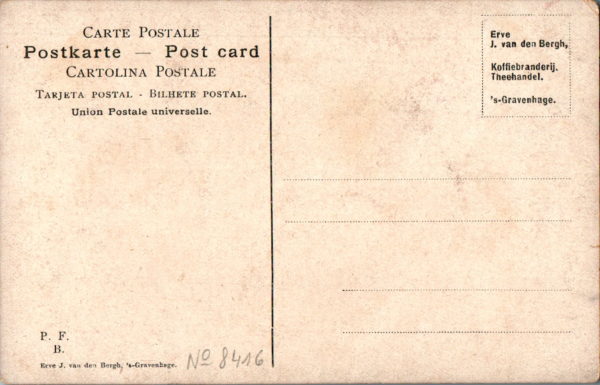 CARTE POSTALE
Postkarte — Post card
CARTOLINA POSTALE
TARJETA POSTAL - BILHETE POSTAL.
Union Postale universelle.
Erve
J. van den Bergh,
Koffiebranderij.
Theehandel.
's-Gravenhage.
P. F.
B.
Erve J. van den Bergh, 's-Gravenhage.
No 8416